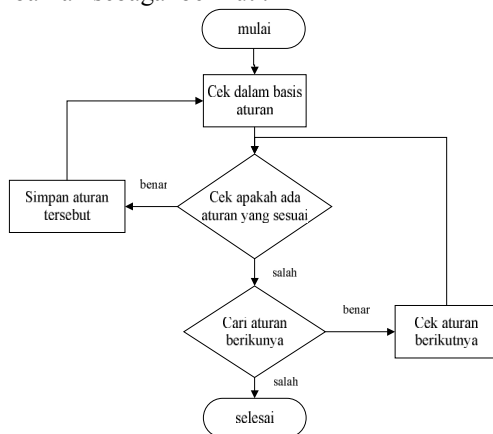 mulai
Cek dalam basis
aturan
benar
Simpan aturan
tersebut
Cek apakah ada
aturan yang sesuai
salah
Cari aturan
berikunya
benar
Cek aturan
berikutnya
salah
selesai